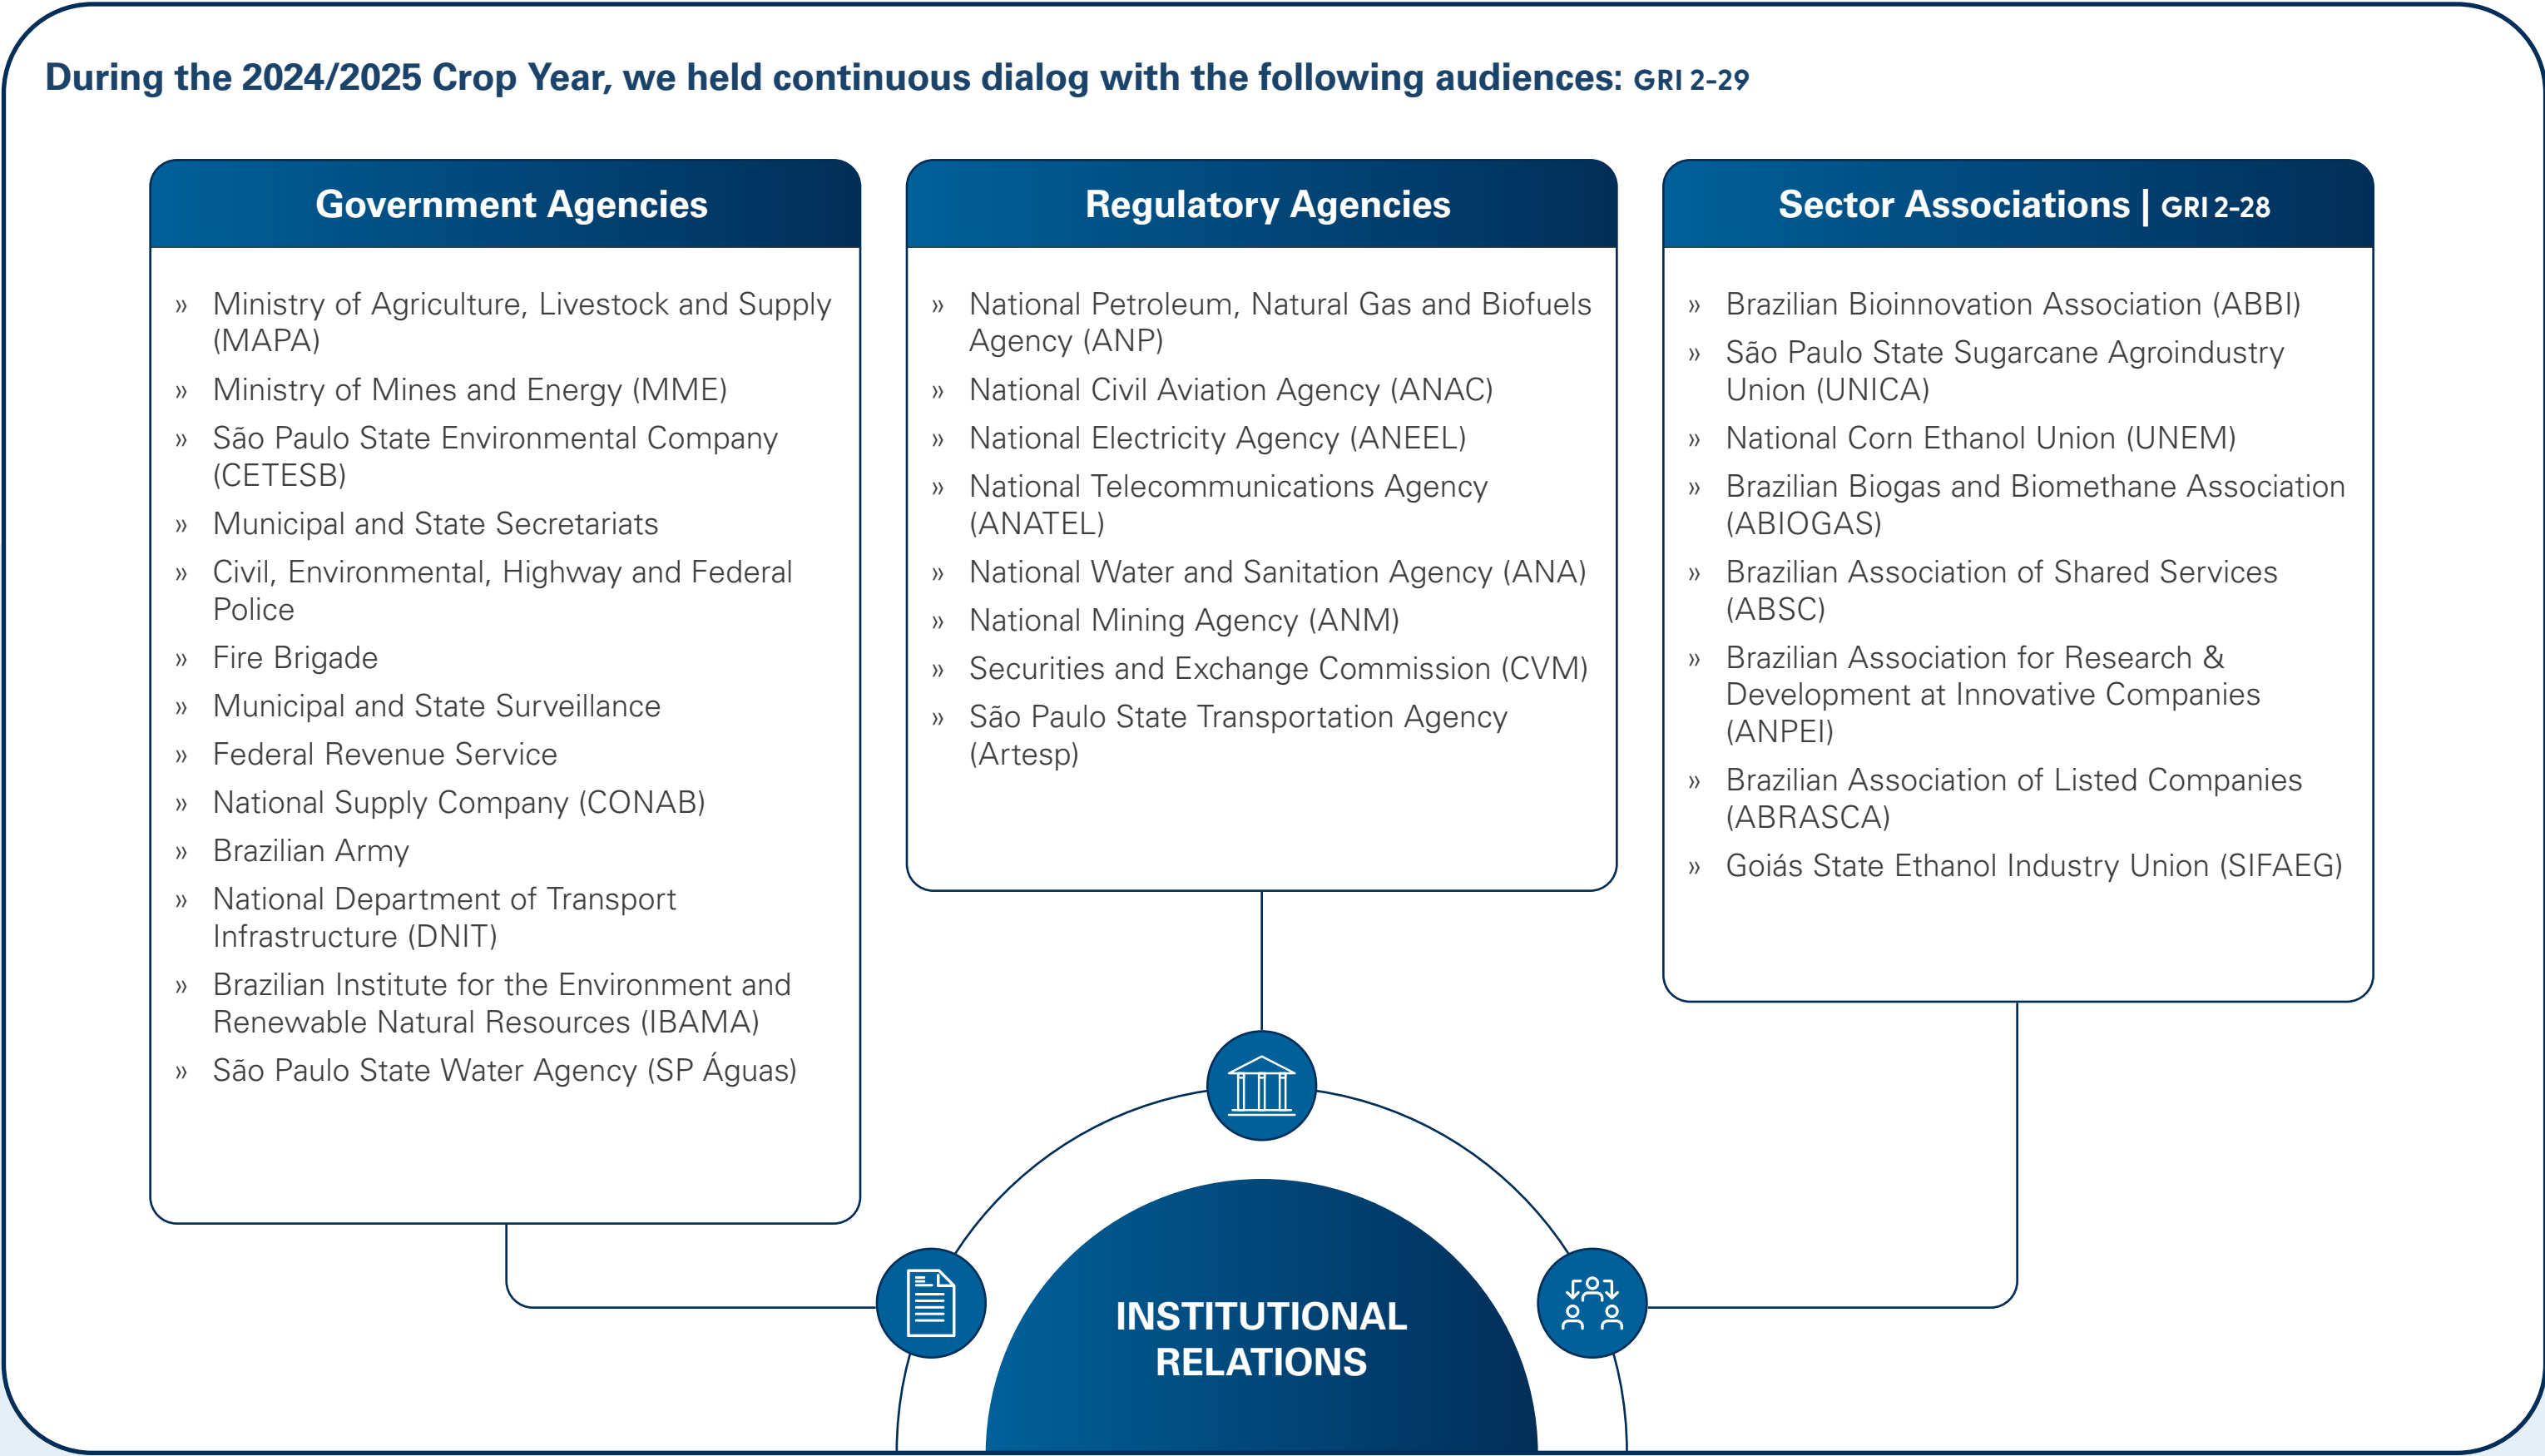 During the 2024/2025 Crop Year, we held continuous dialog with the following audiences: GRI 2-29
Government Agencies
» Ministry of Agriculture, Livestock and Supply
(MAPA)
» Ministry of Mines and Energy (MME)
» São Paulo State Environmental Company
(CETESB)
» Municipal and State Secretariats
» Civil, Environmental, Highway and Federal
Police
» Fire Brigade
» Municipal and State Surveillance
» Federal Revenue Service
» National Supply Company (CONAB)
» Brazilian Army
» National Department of Transport
Infrastructure (DNIT)
» Brazilian Institute for the Environment and
Renewable Natural Resources (IBAMA)
» São Paulo State Water Agency (SP Águas)
Regulatory Agencies
» National Petroleum, Natural Gas and Biofuels
Agency (ANP)
» National Civil Aviation Agency (ANAC)
» National Electricity Agency (ANEEL)
» National Telecommunications Agency
(ANATEL)
» National Water and Sanitation Agency (ANA)
» National Mining Agency (ANM)
» Securities and Exchange Commission (CVM)
» São Paulo State Transportation Agency
(Artesp)
Sector Associations | GRI 2-28
» Brazilian Bioinnovation Association (ABBI)
» São Paulo State Sugarcane Agroindustry
Union (UNICA)
» National Corn Ethanol Union (UNEM)
» Brazilian Biogas and Biomethane Association
(ABIOGAS)
» Brazilian Association of Shared Services
(ABSC)
» Brazilian Association for Research &
Development at Innovative Companies
(ANPEI)
» Brazilian Association of Listed Companies
(ABRASCA)
» Goiás State Ethanol Industry Union (SIFAEG)
INSTITUTIONAL
RELATIONS